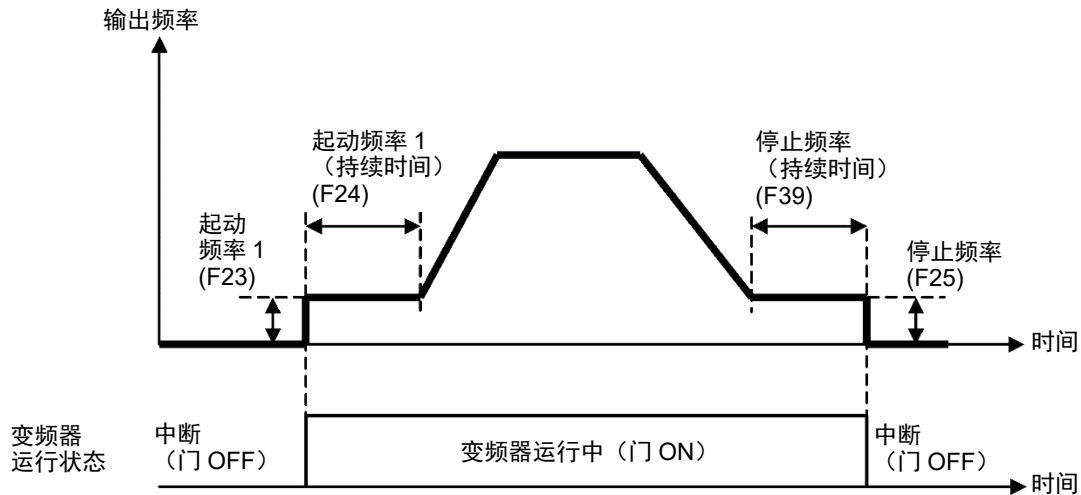 输出频率
起动频率 1
（持续时间）
(F24)
停止频率
（持续时间）
(F39)
起动
频率 1
(F23)
停止频率
(F25)
时间
变频器
运行状态
中断
（门 OFF）
变频器运行中（门 ON）
中断
（门 OFF）
时间